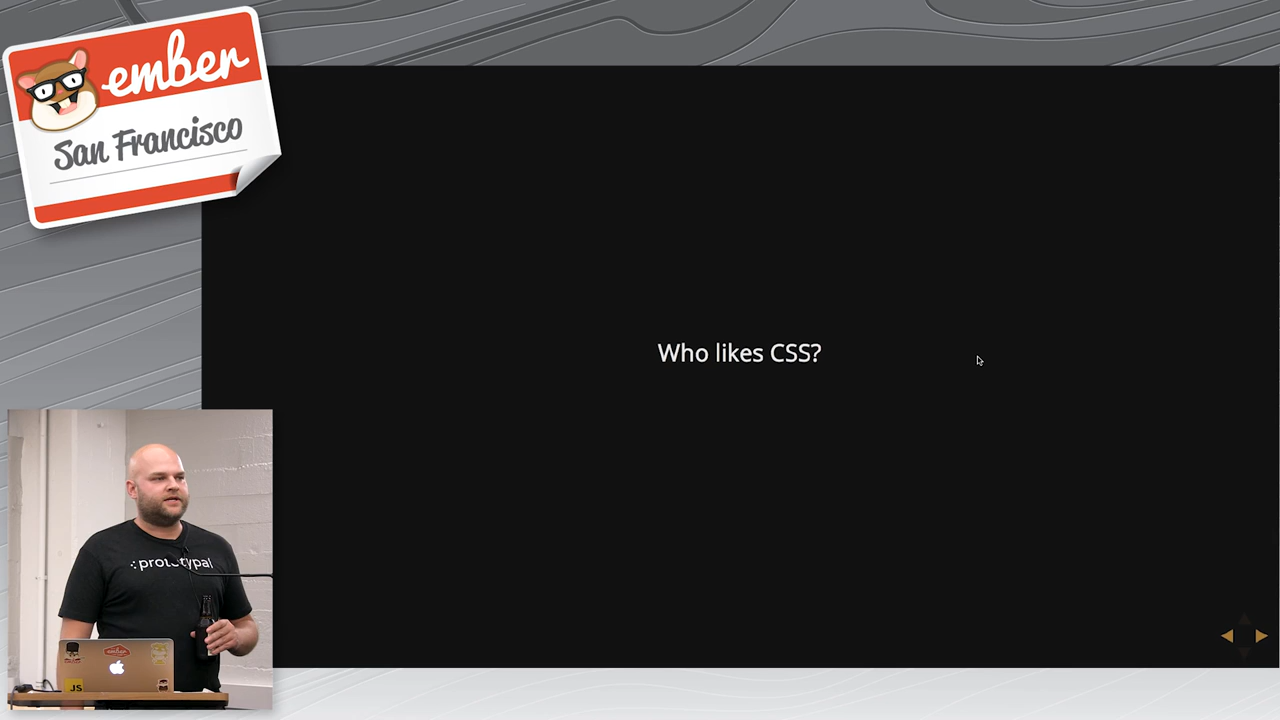 ember
San Francisco
Who likes CSS?
prototypal
JS